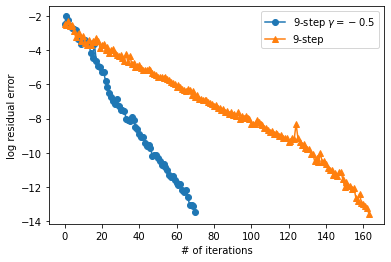 9-step γ = −0.5
9-step
log residual error
−2
−4
−6
−8
−10
−12
−14
0 20 40 60 80 100 120 140 160
# of iterations